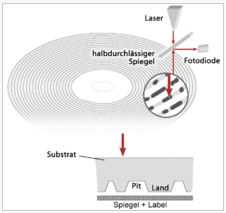 Laser
halbdurchlässiger
Spiegel
Fotodiode
Substrat
Pit
Land
Spiegel + Label